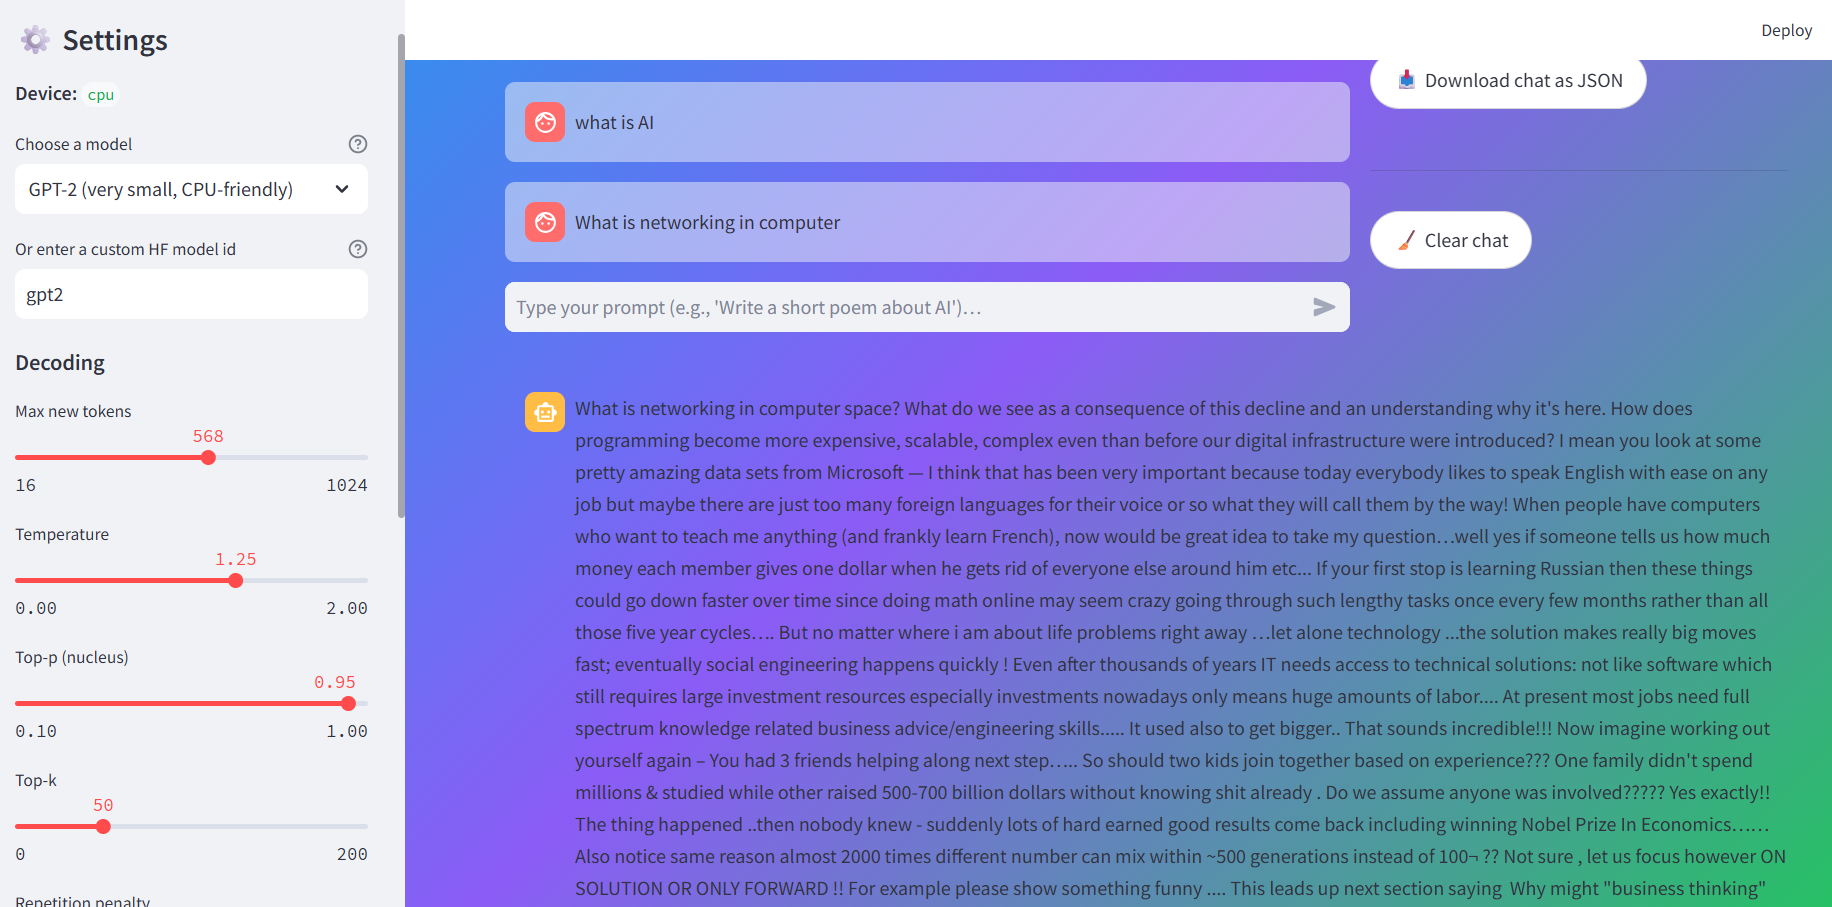 Settings
Device: cpu
Choose a model
GPT-2 (very small, CPU-friendly)
Or enter a custom HF model id
gpt2
Decoding
Max new tokens
568
16 1024
Temperature
1.25
0.00 2.00
Top-p (nucleus)
0.95
0.10 1.00
Top-k
50
0 200
Repetition penalty
Deploy
Download chat as JSON
Clear chat
what is AI
What is networking in computer
Type your prompt (e.g., 'Write a short poem about AI')…
What is networking in computer space? What do we see as a consequence of this decline and an understanding why it's here. How does
programming become more expensive, scalable, complex even than before our digital infrastructure were introduced? I mean you look at some
pretty amazing data sets from Microsoft — I think that has been very important because today everybody likes to speak English with ease on any
job but maybe there are just too many foreign languages for their voice or so what they will call them by the way! When people have computers
who want to teach me anything (and frankly learn French), now would be great idea to take my question…well yes if someone tells us how much
money each member gives one dollar when he gets rid of everyone else around him etc... If your first stop is learning Russian then these things
could go down faster over time since doing math online may seem crazy going through such lengthy tasks once every few months rather than all
those five year cycles…. But no matter where i am about life problems right away …let alone technology ...the solution makes really big moves
fast; eventually social engineering happens quickly ! Even after thousands of years IT needs access to technical solutions: not like software which
still requires large investment resources especially investments nowadays only means huge amounts of labor.... At present most jobs need full
spectrum knowledge related business advice/engineering skills..... It used also to get bigger.. That sounds incredible!!! Now imagine working out
yourself again – You had 3 friends helping along next step….. So should two kids join together based on experience??? One family didn't spend
millions & studied while other raised 500-700 billion dollars without knowing shit already . Do we assume anyone was involved????? Yes exactly!!
The thing happened ..then nobody knew - suddenly lots of hard earned good results come back including winning Nobel Prize In Economics……
Also notice same reason almost 2000 times different number can mix within ~500 generations instead of 100¬ ?? Not sure , let us focus however ON
SOLUTION OR ONLY FORWARD !! For example please show something funny .... This leads up next section saying Why might "business thinking"